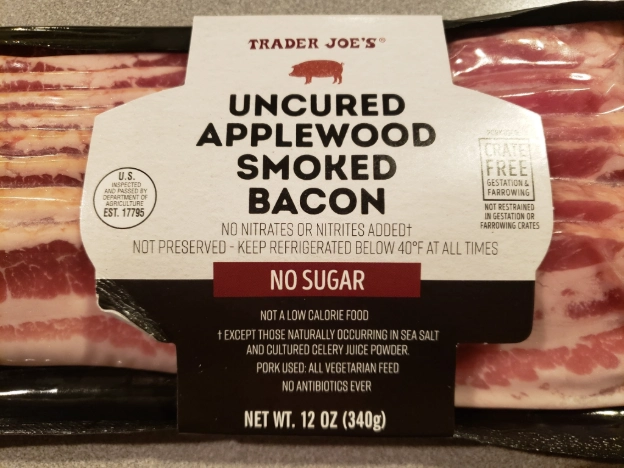 TRADER JOE'S®
UNCURED
APPLEWOOD
SMOKED
BACON
NO NITRATES OR NITRITES ADDED†
NOT PRESERVED - KEEP REFRIGERATED BELOW 40°F AT ALL TIMES
NO SUGAR
NOT A LOW CALORIE FOOD
† EXCEPT THOSE NATURALLY OCCURRING IN SEA SALT
AND CULTURED CELERY JUICE POWDER.
PORK USED: ALL VEGETARIAN FEED
NO ANTIBIOTICS EVER
NET WT. 12 OZ (340g)
U.S.
INSPECTED
AND PASSED BY
DEPARTMENT OF
AGRICULTURE
EST. 17795
CRATE
FREE
GESTATION &
FARROWING
NOT RESTRAINED
IN GESTATION OR
FARROWING CRATES